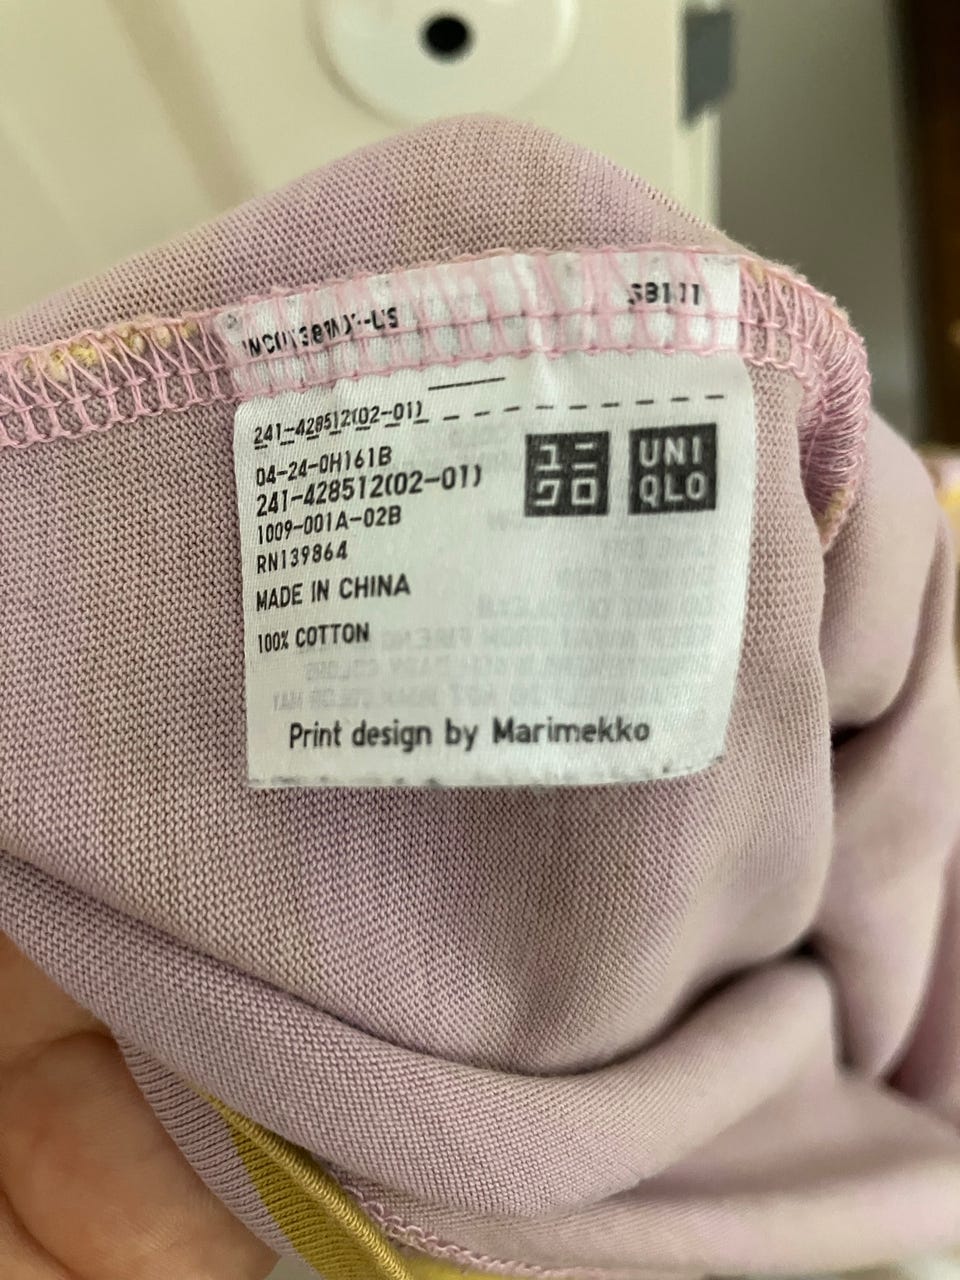 241-428512(02-01)
04-24-0H161B
241-428512(02-01)
1009-001A-02B
RN139864
MADE IN CHINA
100% COTTON
ユニ
クロ
UNI
QLO
Print design by Marimekko